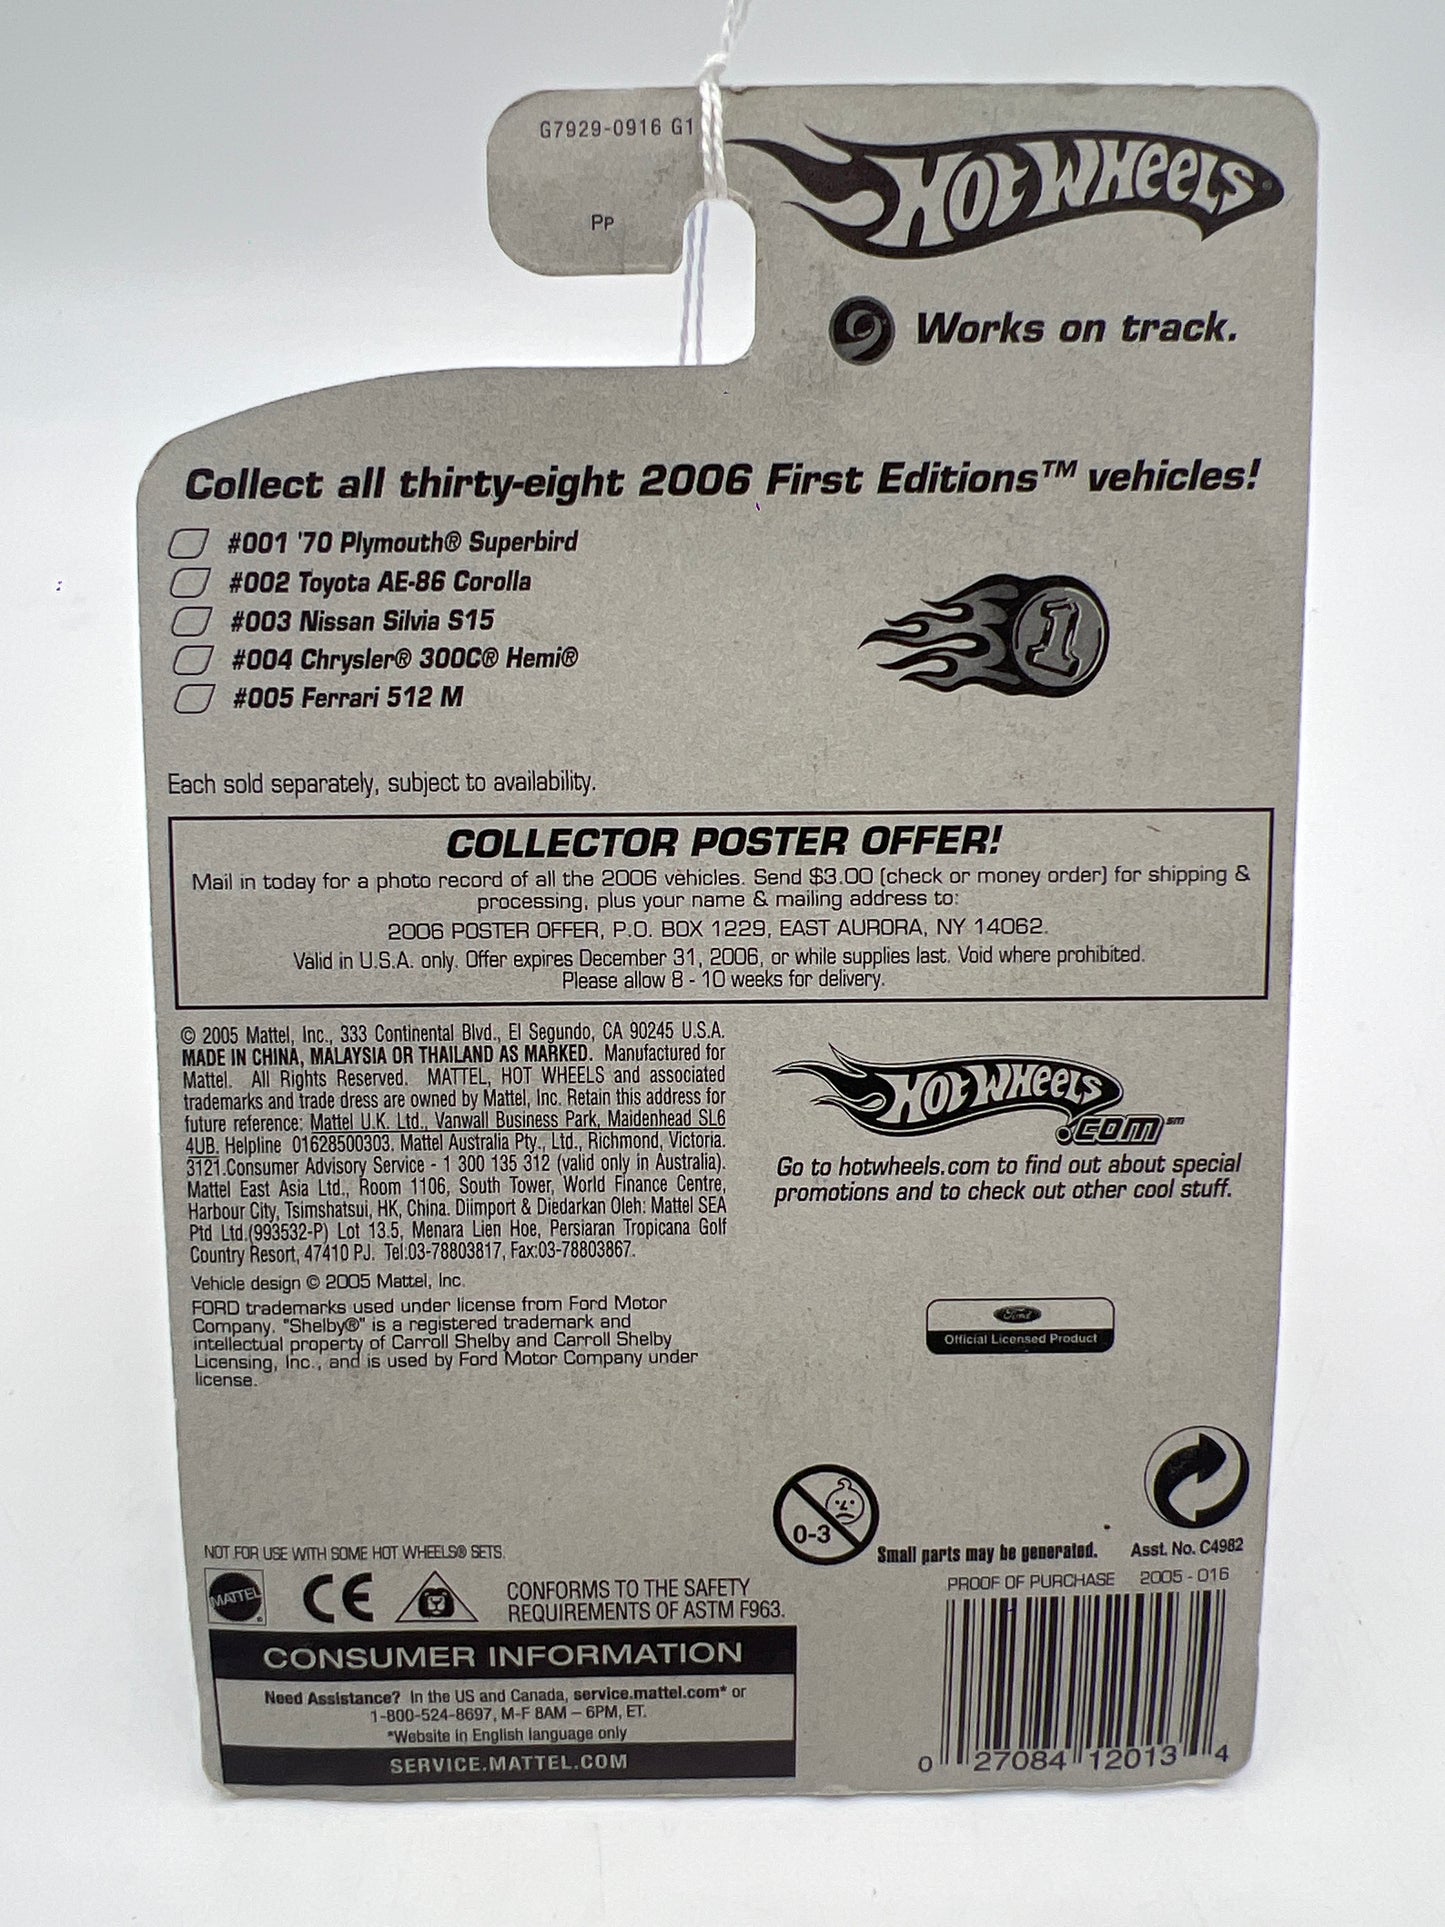 G7929-0916 G1
Pp
HOT WHEELS
Works on track.
Collect all thirty-eight 2006 First Editions™ vehicles!
#001 '70 Plymouth® Superbird
#002 Toyota AE-86 Corolla
#003 Nissan Silvia S15
#004 Chrysler® 300C® Hemi®
#005 Ferrari 512 M
1
Each sold separately, subject to availability.
COLLECTOR POSTER OFFER!
Mail in today for a photo record of all the 2006 vehicles. Send $3.00 (check or money order) for shipping &
processing, plus your name & mailing address to:
2006 POSTER OFFER, P.O. BOX 1229, EAST AURORA, NY 14062.
Valid in U.S.A. only. Offer expires December 31, 2006, or while supplies last. Void where prohibited.
Please allow 8 - 10 weeks for delivery.
© 2005 Mattel, Inc., 333 Continental Blvd., El Segundo, CA 90245 U.S.A.
MADE IN CHINA, MALAYSIA OR THAILAND AS MARKED. Manufactured for
Mattel. All Rights Reserved. MATTEL, HOT WHEELS and associated
trademarks and trade dress are owned by Mattel, Inc. Retain this address for
future reference: Mattel U.K. Ltd., Vanwall Business Park, Maidenhead SL6
4UB. Helpline 01628500303. Mattel Australia Pty., Ltd., Richmond, Victoria.
3121.Consumer Advisory Service - 1 300 135 312 (valid only in Australia).
Mattel East Asia Ltd., Room 1106, South Tower, World Finance Centre,
Harbour City, Tsimshatsui, HK, China. Diimport & Diedarkan Oleh: Mattel SEA
Ptd Ltd.(993532-P) Lot 13.5, Menara Lien Hoe, Persiaran Tropicana Golf
Country Resort, 47410 PJ. Tel:03-78803817, Fax:03-78803867.
Vehicle design © 2005 Mattel, Inc.
FORD trademarks used under license from Ford Motor
Company. "Shelby®" is a registered trademark and
intellectual property of Carroll Shelby and Carroll Shelby
Licensing, Inc., and is used by Ford Motor Company under
license.
HOT WHEELS
.COM℠
Go to hotwheels.com to find out about special
promotions and to check out other cool stuff.
Ford
Official Licensed Product
0-3
Small parts may be generated.
Asst. No. C4982
PROOF OF PURCHASE 2005 - 016
0 27084 12013 4
NOT FOR USE WITH SOME HOT WHEELS® SETS.
MATTEL®
CE
CONFORMS TO THE SAFETY
REQUIREMENTS OF ASTM F963.
CONSUMER INFORMATION
Need Assistance? In the US and Canada, service.mattel.com* or
1-800-524-8697, M-F 8AM – 6PM, ET.
*Website in English language only
SERVICE.MATTEL.COM